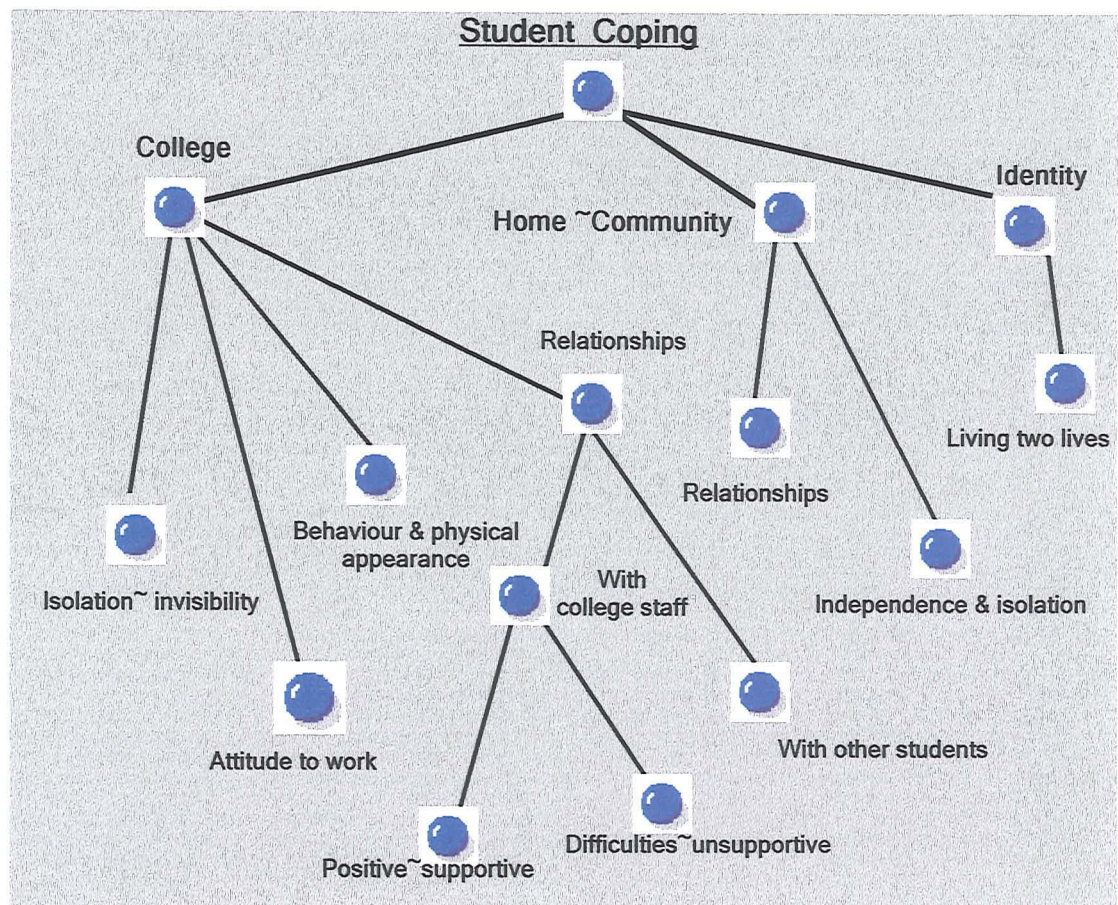 Student Coping
College
Identity
Home ~Community
Relationships
Living two lives
Relationships
Behaviour & physical
appearance
With
college staff
Isolation~ invisibility
Independence & isolation
Attitude to work
With other students
Difficulties~unsupportive
Positive~supportive